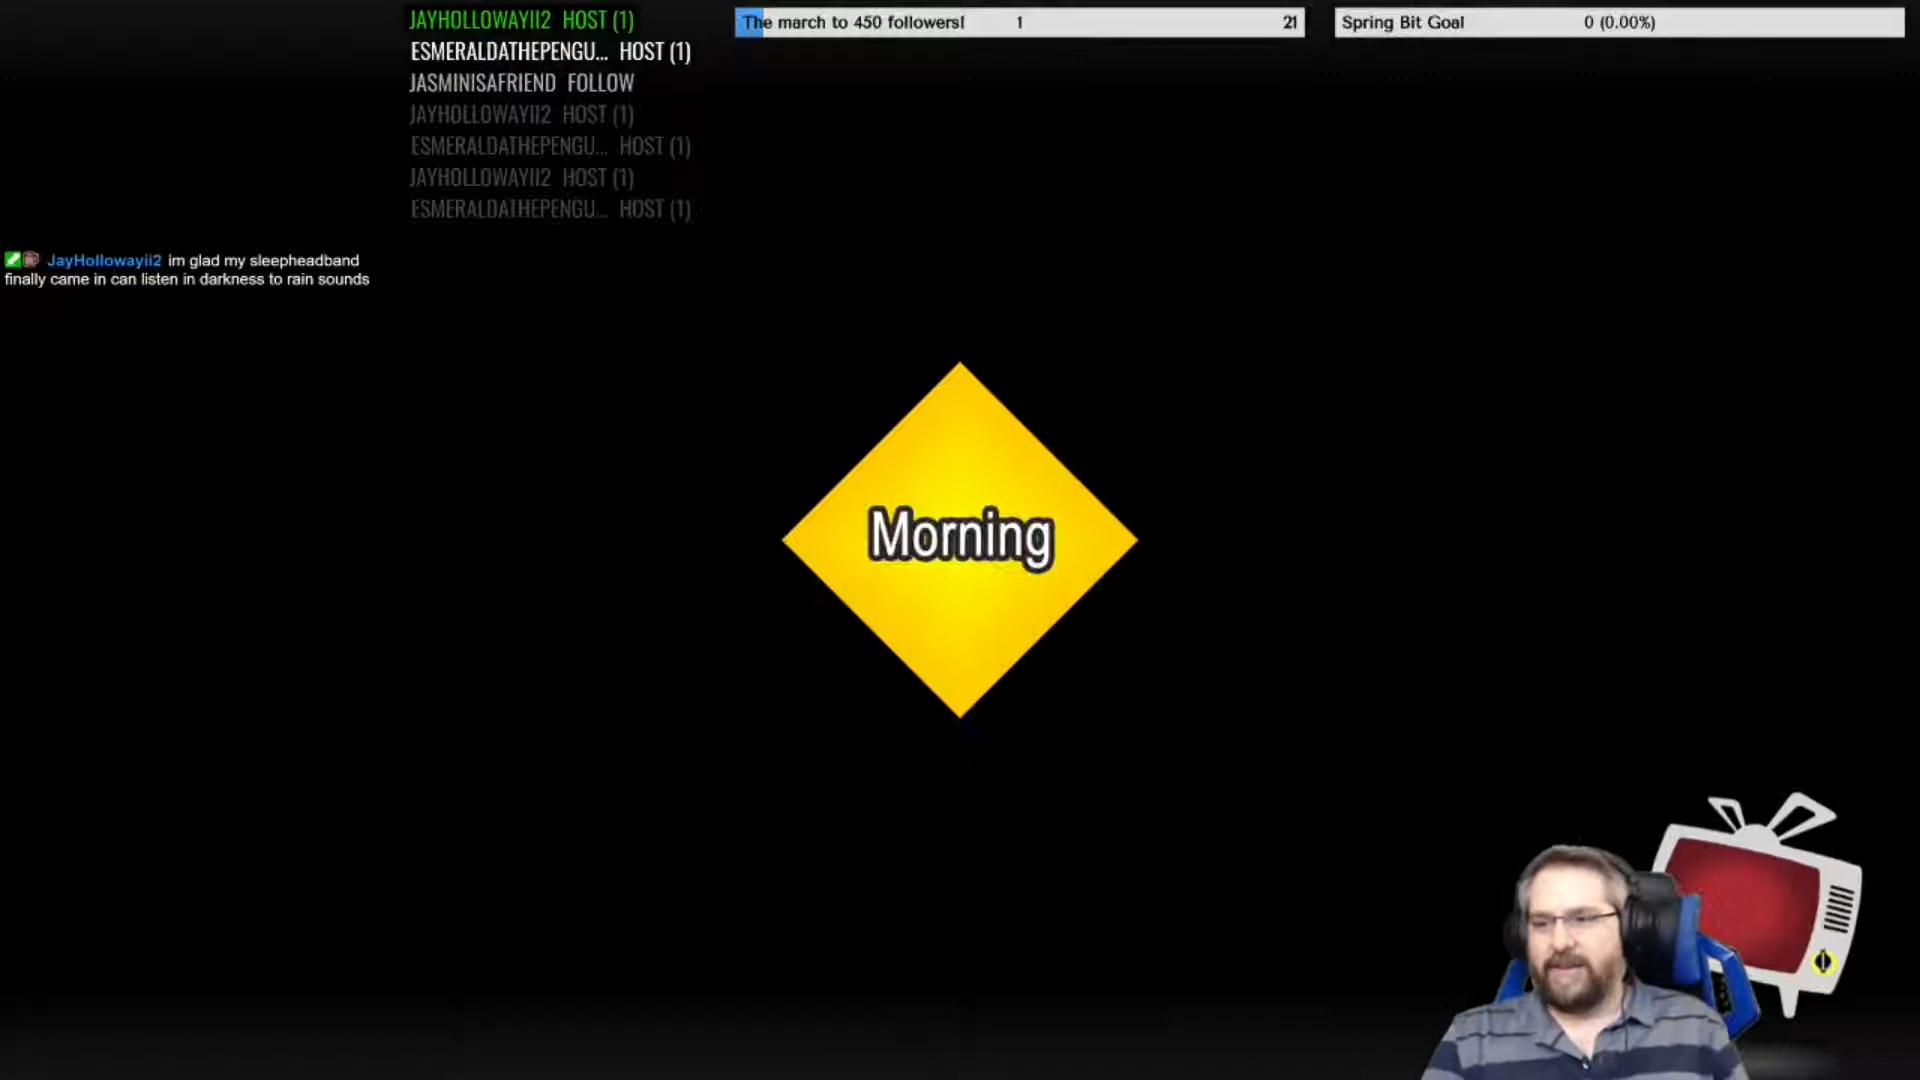 JAYHOLLOWAYII2 HOST (1)
ESMERALDATHEPENGU... HOST (1)
JASMINISAFRIEND FOLLOW
JAYHOLLOWAYII2 HOST (1)
ESMERALDATHEPENGU... HOST (1)
JAYHOLLOWAYII2 HOST (1)
ESMERALDATHEPENGU... HOST (1)
The march to 450 followers! 1 21
Spring Bit Goal 0 (0.00%)
JayHollowayii2 im glad my sleepheadband
finally came in can listen in darkness to rain sounds
Morning